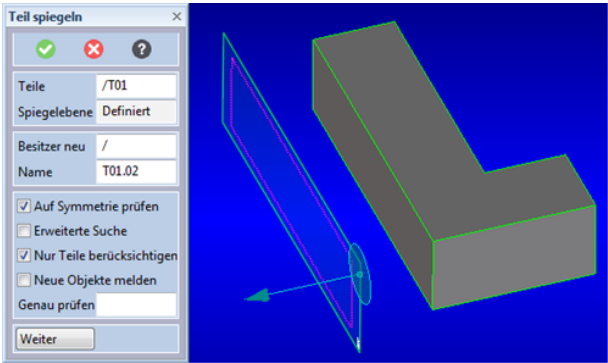 Teil spiegeln
Teile /T01
Spiegelebene Definiert
Besitzer neu /
Name T01.02
Auf Symmetrie prüfen
Erweiterte Suche
Nur Teile berücksichtigen
Neue Objekte melden
Genau prüfen
Weiter